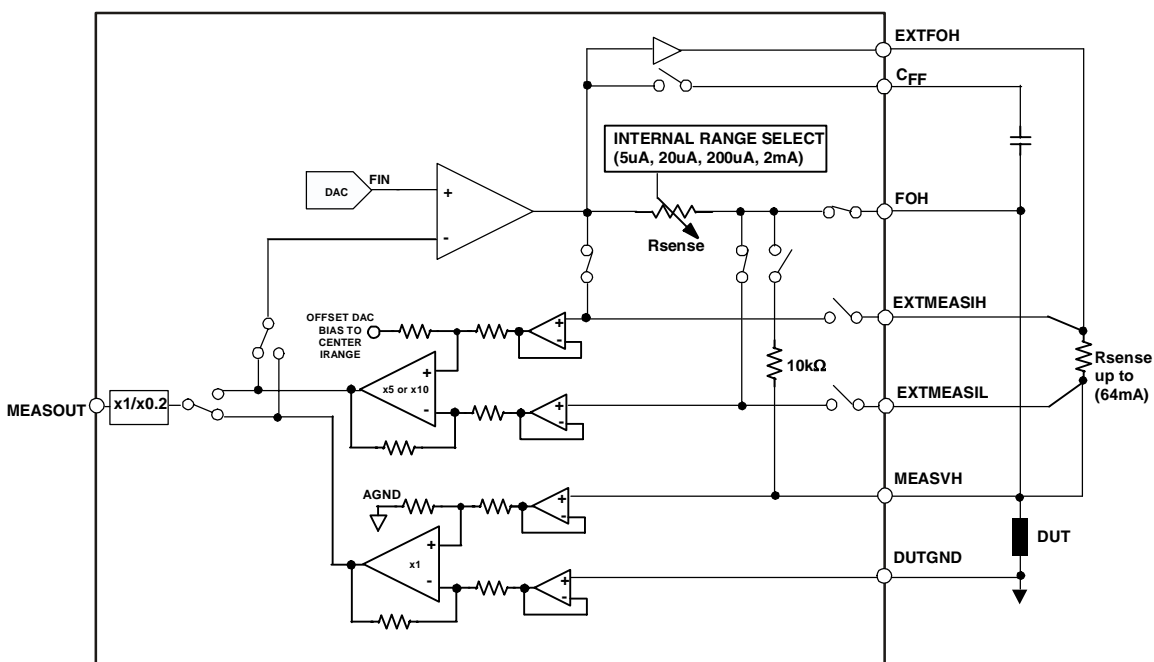 EXTFOH
CFF
INTERNAL RANGE SELECT
(5uA, 20uA, 200uA, 2mA)
DAC
FIN
+
-
Rsense
FOH
OFFSET DAC
BIAS TO
CENTER
IRANGE
+
-
EXTMEASIH
x5 or x10
+
-
10kΩ
Rsense
up to
(64mA)
MEASOUT
x1/x0.2
+
-
EXTMEASIL
AGND
+
-
MEASVH
x1
+
-
DUT
+
-
DUTGND